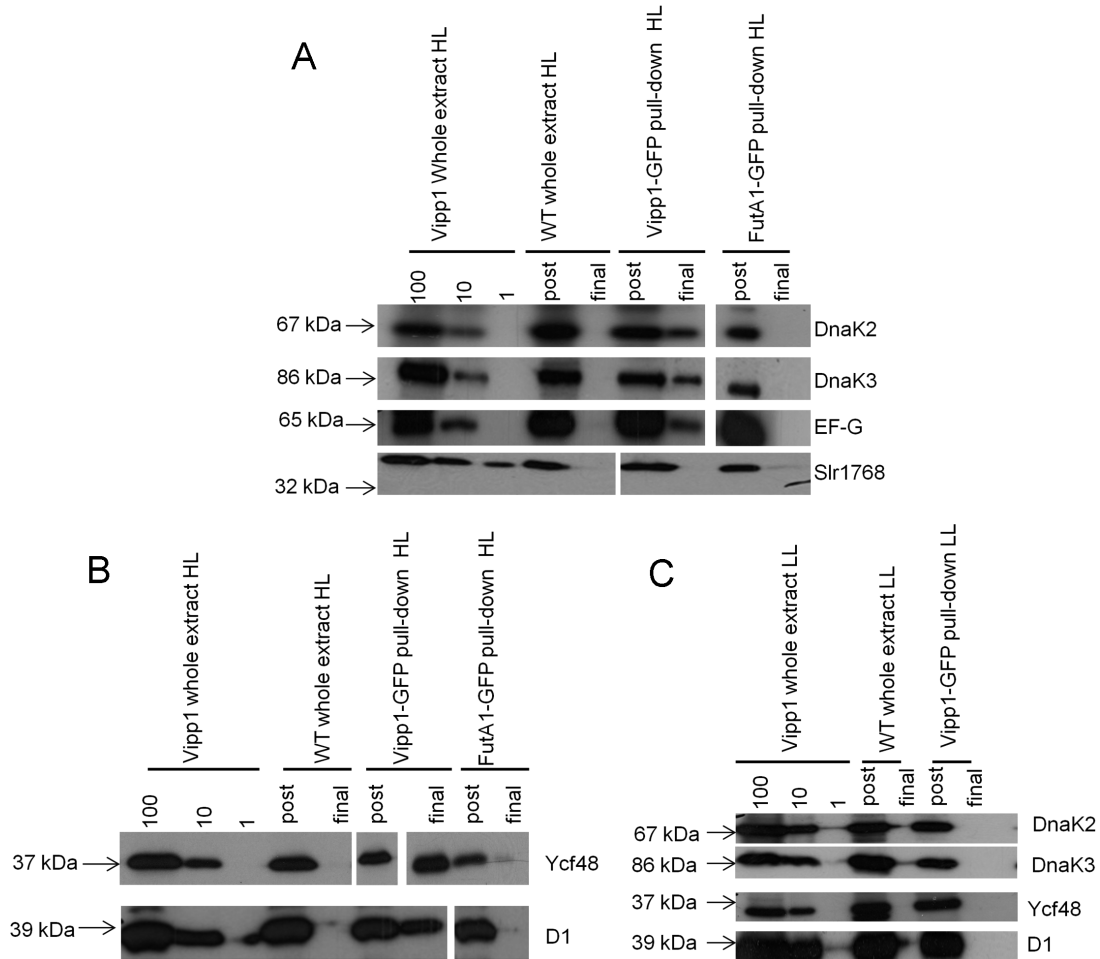 A
Vipp1 Whole extract HL
WT whole extract HL
Vipp1-GFP pull-down HL
FutA1-GFP pull-down HL
100 10 1 post final post final post final
67 kDa DnaK2
86 kDa DnaK3
65 kDa EF-G
32 kDa Slr1768
B
Vipp1 whole extract HL
WT whole extract HL
Vipp1-GFP pull-down HL
FutA1-GFP pull-down HL
100 10 1 post final post final post final
37 kDa Ycf48
39 kDa D1
C
Vipp1 whole extract LL
WT whole extract LL
Vipp1-GFP pull-down LL
100 10 1 post final post final
67 kDa DnaK2
86 kDa DnaK3
37 kDa Ycf48
39 kDa D1